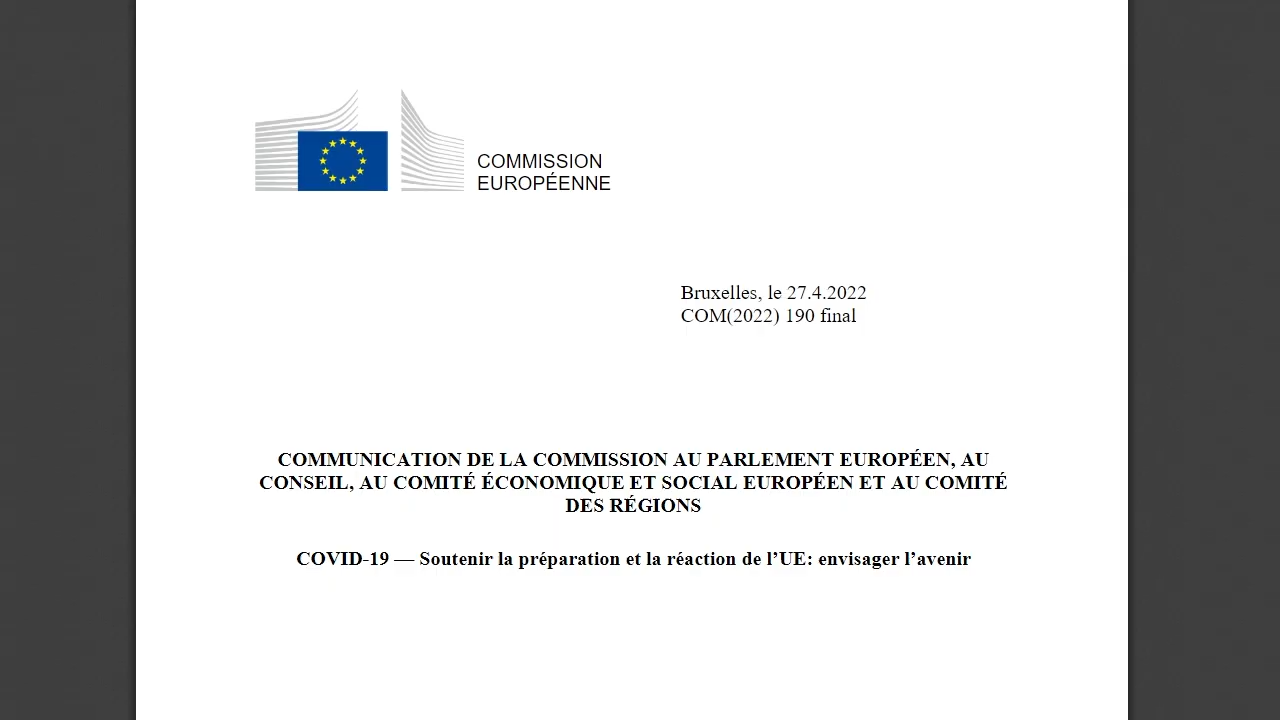 COMMISSION
EUROPÉENNE
Bruxelles, le 27.4.2022
COM(2022) 190 final
COMMUNICATION DE LA COMMISSION AU PARLEMENT EUROPÉEN, AU
CONSEIL, AU COMITÉ ÉCONOMIQUE ET SOCIAL EUROPÉEN ET AU COMITÉ
DES RÉGIONS
COVID-19 — Soutenir la préparation et la réaction de l’UE: envisager l’avenir